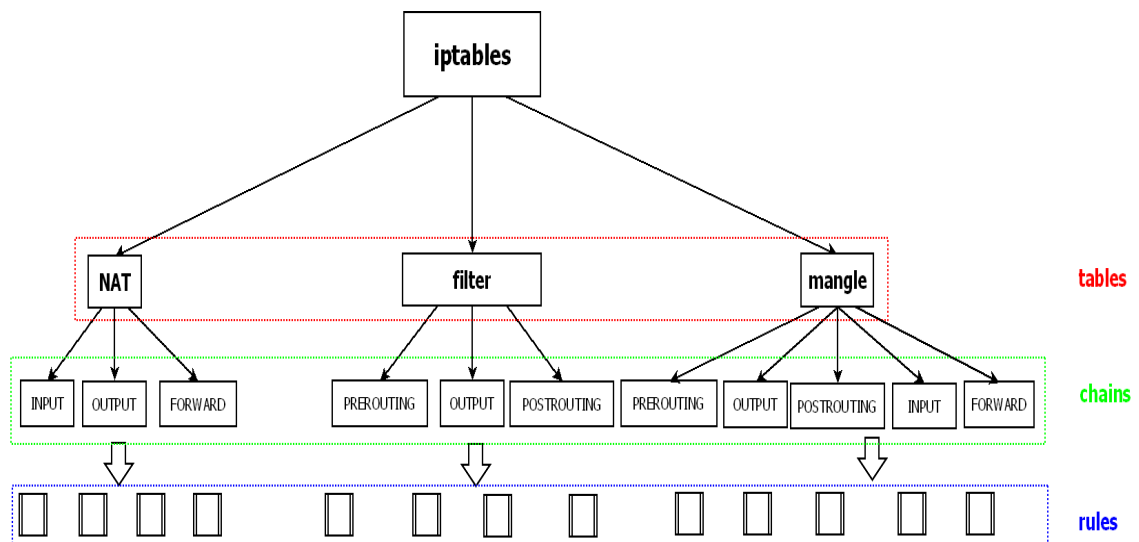 iptables
NAT
filter
mangle
tables
INPUT
OUTPUT
FORWARD
PREROUTING
OUTPUT
POSTROUTING
PREROUTING
OUTPUT
POSTROUTING
INPUT
FORWARD
chains
rules